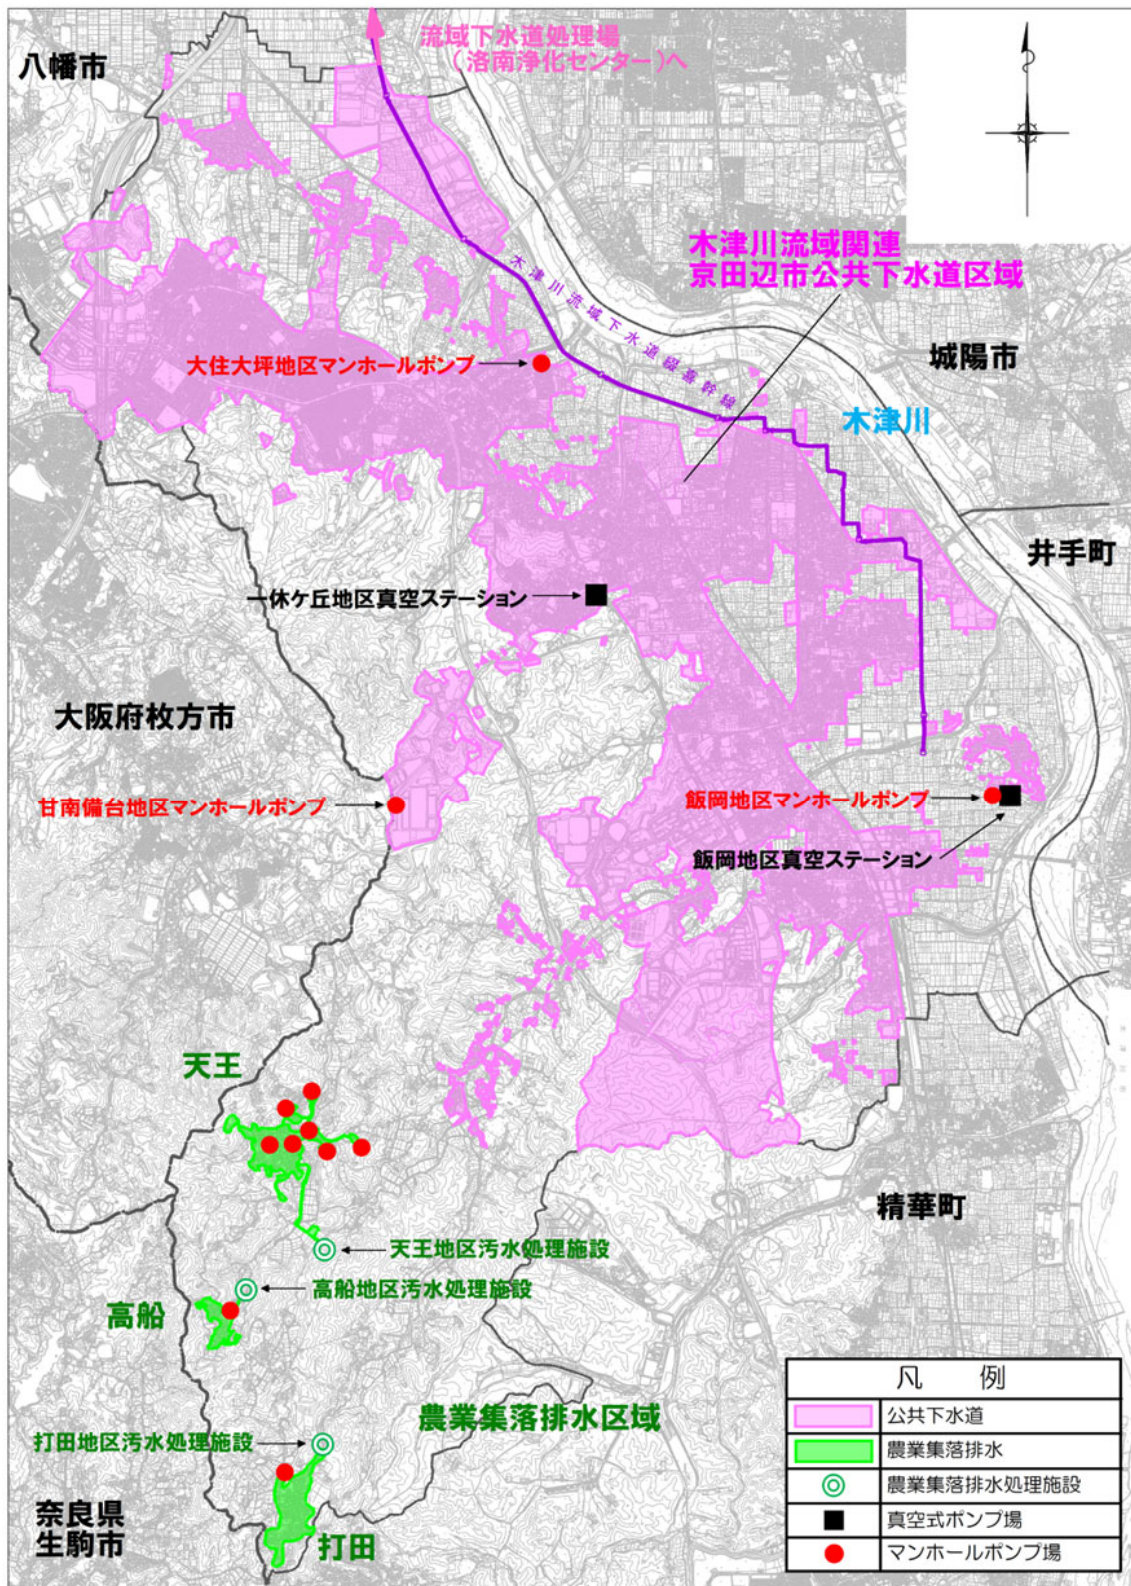 流域下水道処理場
(洛南浄化センター)へ
八幡市
木津川流域関連
京田辺市公共下水道区域
木津川流域下水道綴喜幹線
城陽市
大住大坪地区マンホールポンプ
木津川
井手町
一休ケ丘地区真空ステーション
大阪府枚方市
甘南備台地区マンホールポンプ
飯岡地区マンホールポンプ
飯岡地区真空ステーション
天王
精華町
天王地区汚水処理施設
高船地区汚水処理施設
高船
農業集落排水区域
打田地区汚水処理施設
奈良県
生駒市
打田
凡 例
公共下水道
農業集落排水
農業集落排水処理施設
真空式ポンプ場
マンホールポンプ場